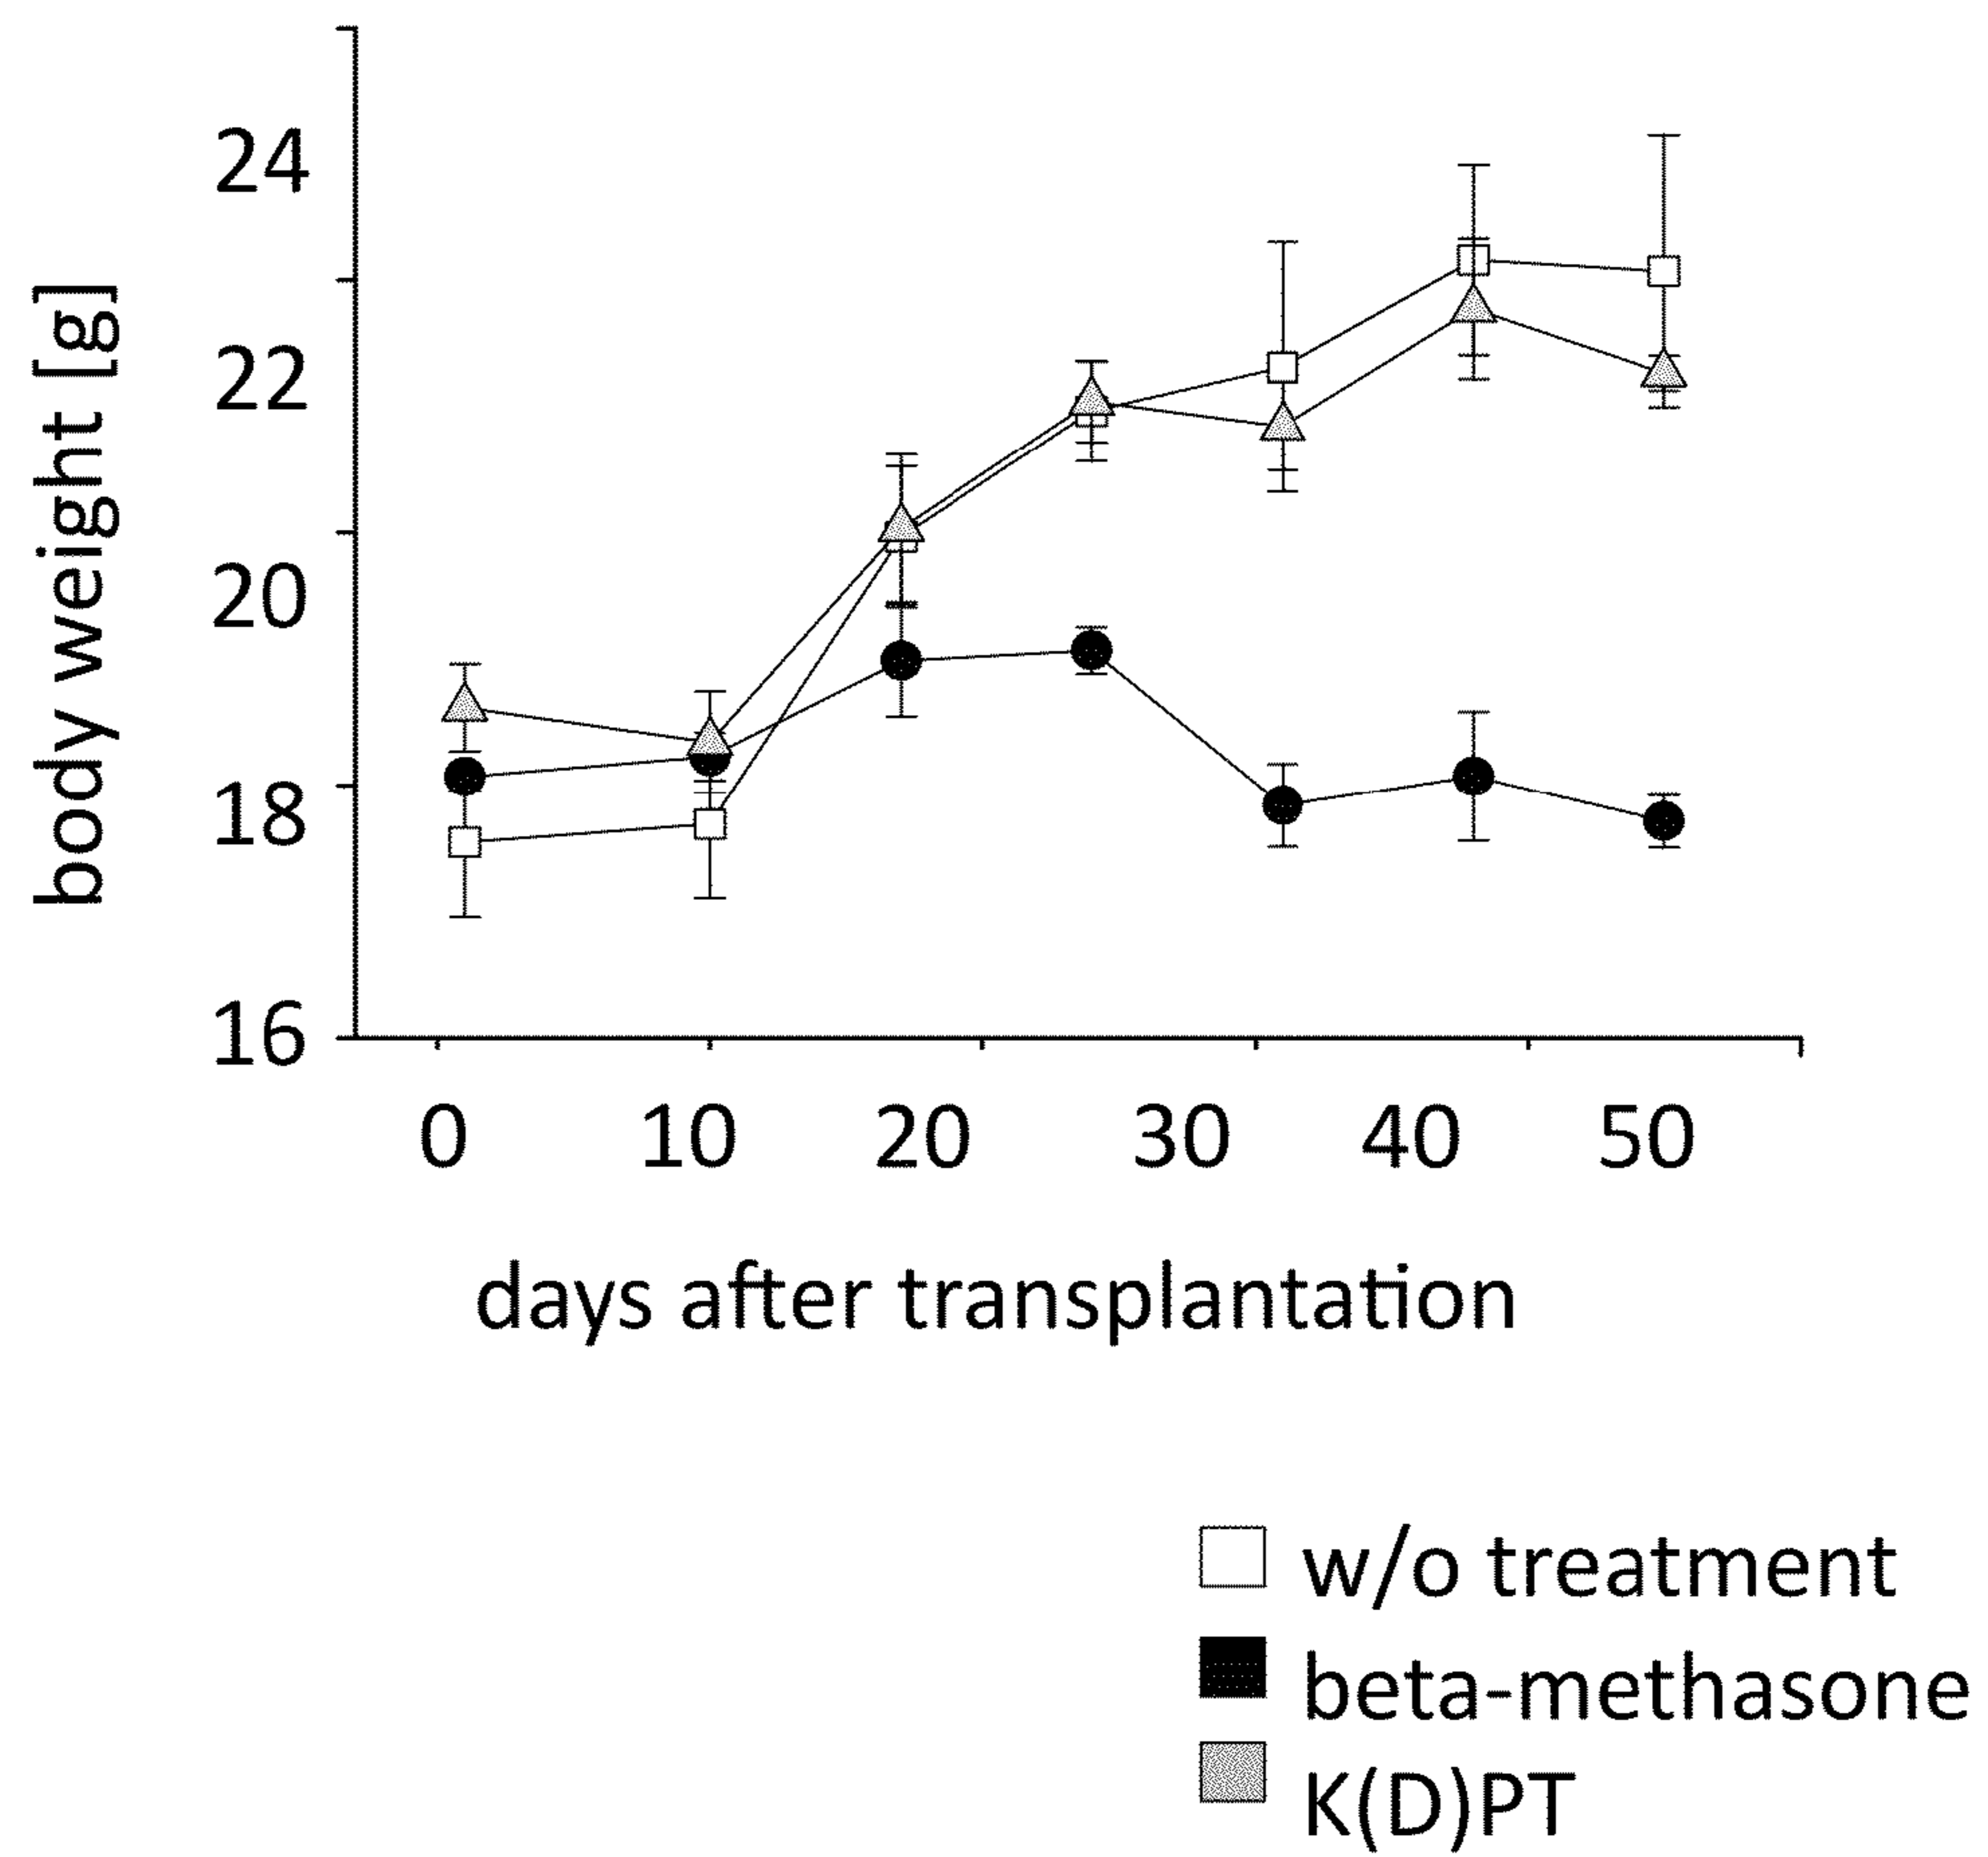 body weight [g]
24
22
20
18
16
0 10 20 30 40 50
days after transplantation
w/o treatment
beta-methasone
K(D)PT